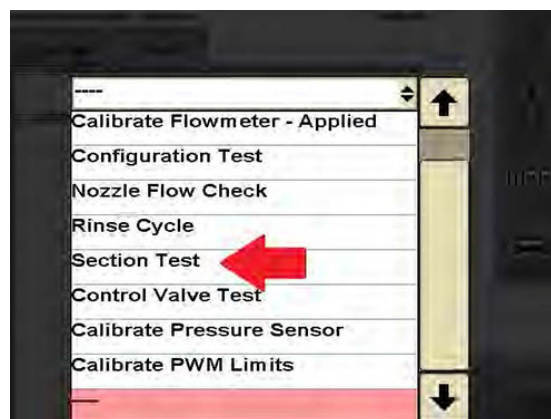 ----
Calibrate Flowmeter - Applied
Configuration Test
Nozzle Flow Check
Rinse Cycle
Section Test
Control Valve Test
Calibrate Pressure Sensor
Calibrate PWM Limits
----